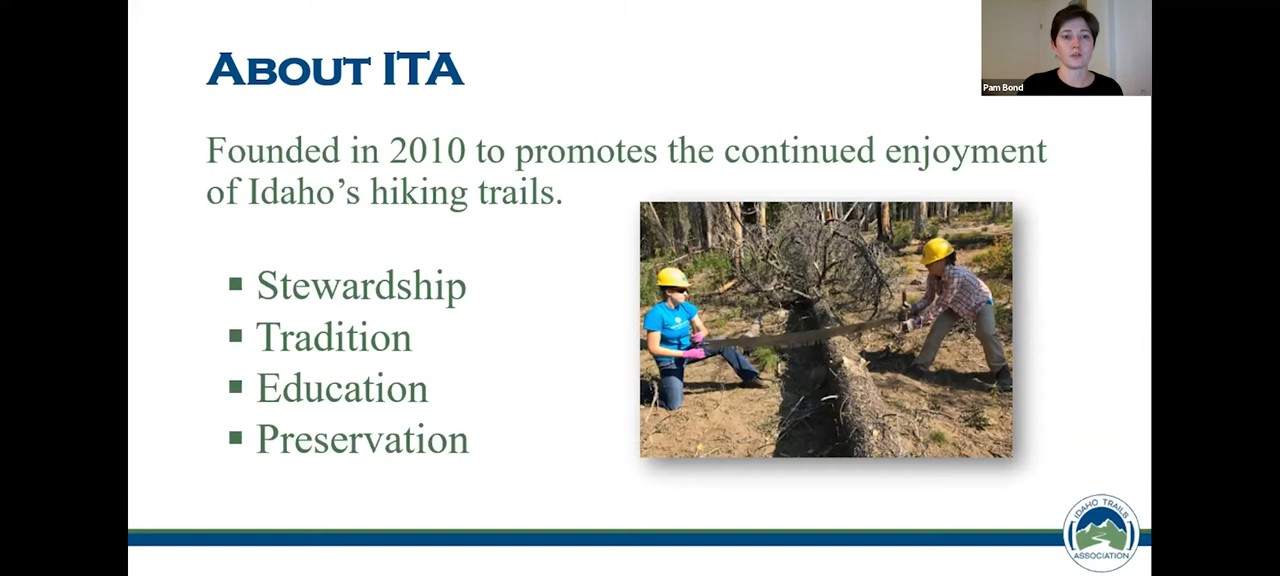 ABOUT ITA
Pam Bond
Founded in 2010 to promotes the continued enjoyment
of Idaho's hiking trails.
Stewardship
Tradition
Education
Preservation
IDAHO TRAILS
ASSOCIATION